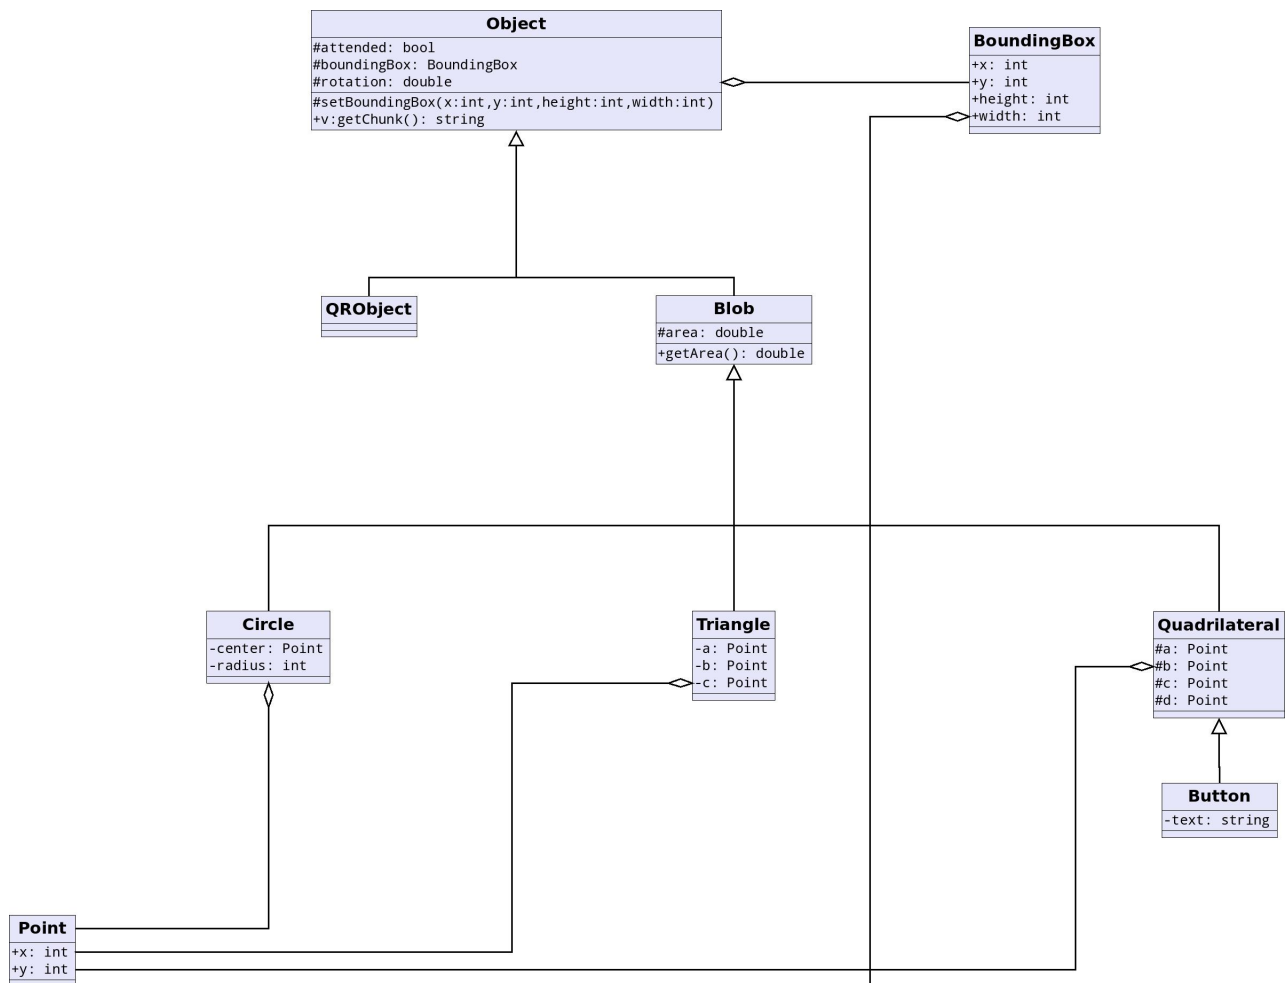 Object
#attended: bool
#boundingBox: BoundingBox
#rotation: double
#setBoundingBox(x:int,y:int,height:int,width:int)
+v:getChunk(): string
BoundingBox
+x: int
+y: int
+height: int
+width: int
QRObject
Blob
#area: double
+getArea(): double
Circle
-center: Point
-radius: int
Triangle
-a: Point
-b: Point
-c: Point
Quadrilateral
#a: Point
#b: Point
#c: Point
#d: Point
Button
-text: string
Point
+x: int
+y: int